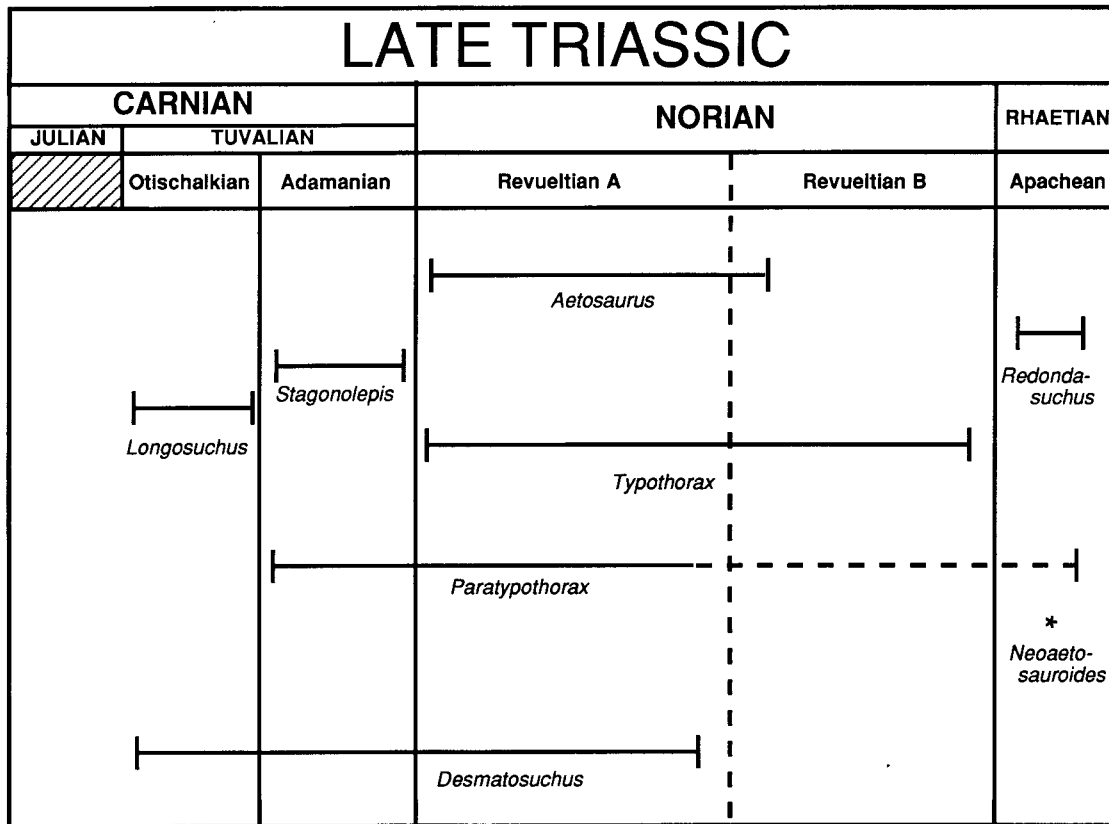 LATE TRIASSIC
CARNIAN
NORIAN
RHAETIAN
JULIAN
TUVALIAN
Otischalkian
Adamanian
Revueltian A
Revueltian B
Apachean
Aetosaurus
Stagonolepis
Redonda-
suchus
Longosuchus
Typothorax
Paratypothorax
*
Neoaeto-
sauroides
Desmatosuchus